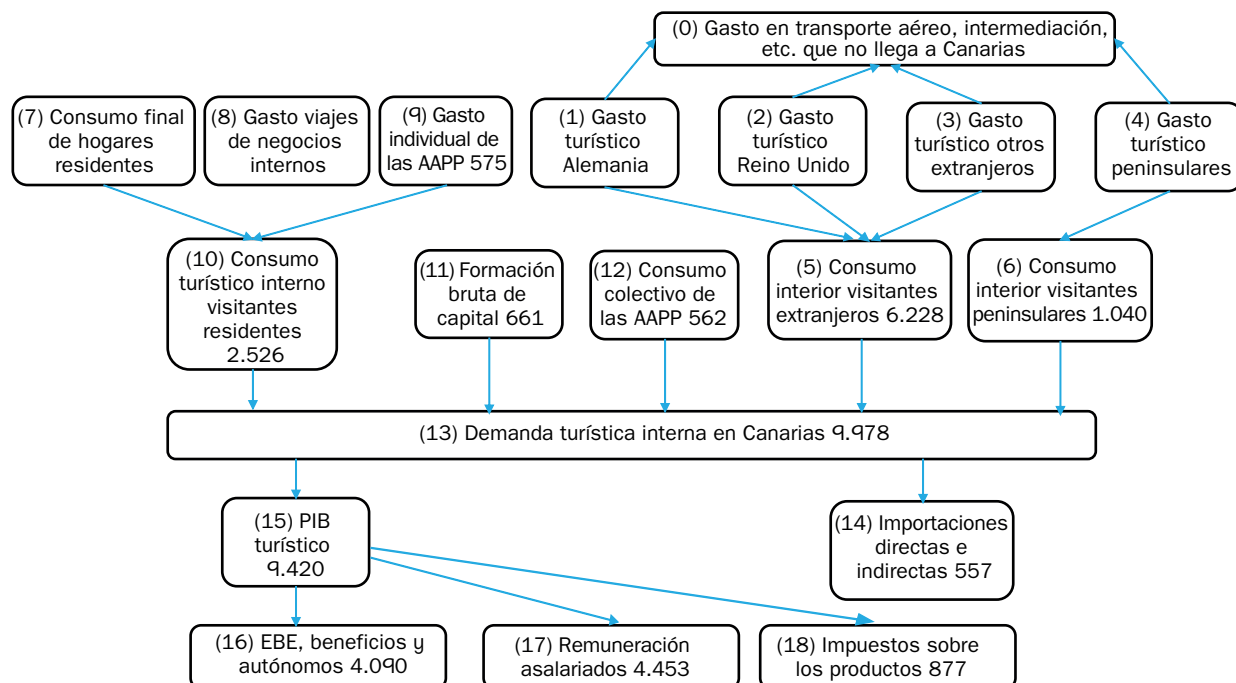 (0) Gasto en transporte aéreo, intermediación,
etc. que no llega a Canarias
(7) Consumo final
de hogares
residentes
(8) Gasto viajes
de negocios
internos
(9) Gasto
individual de
las AAPP 575
(1) Gasto
turístico
Alemania
(2) Gasto
turístico
Reino Unido
(3) Gasto
turístico otros
extranjeros
(4) Gasto
turístico
peninsulares
(10) Consumo
turístico interno
visitantes
residentes
2.526
(11) Formación
bruta de
capital 661
(12) Consumo
colectivo de
las AAPP 562
(5) Consumo
interior visitantes
extranjeros 6.228
(6) Consumo
interior visitantes
peninsulares 1.040
(13) Demanda turística interna en Canarias 9.978
(15) PIB
turístico
9.420
(14) Importaciones
directas e
indirectas 557
(16) EBE, beneficios y
autónomos 4.090
(17) Remuneración
asalariados 4.453
(18) Impuestos sobre
los productos 877